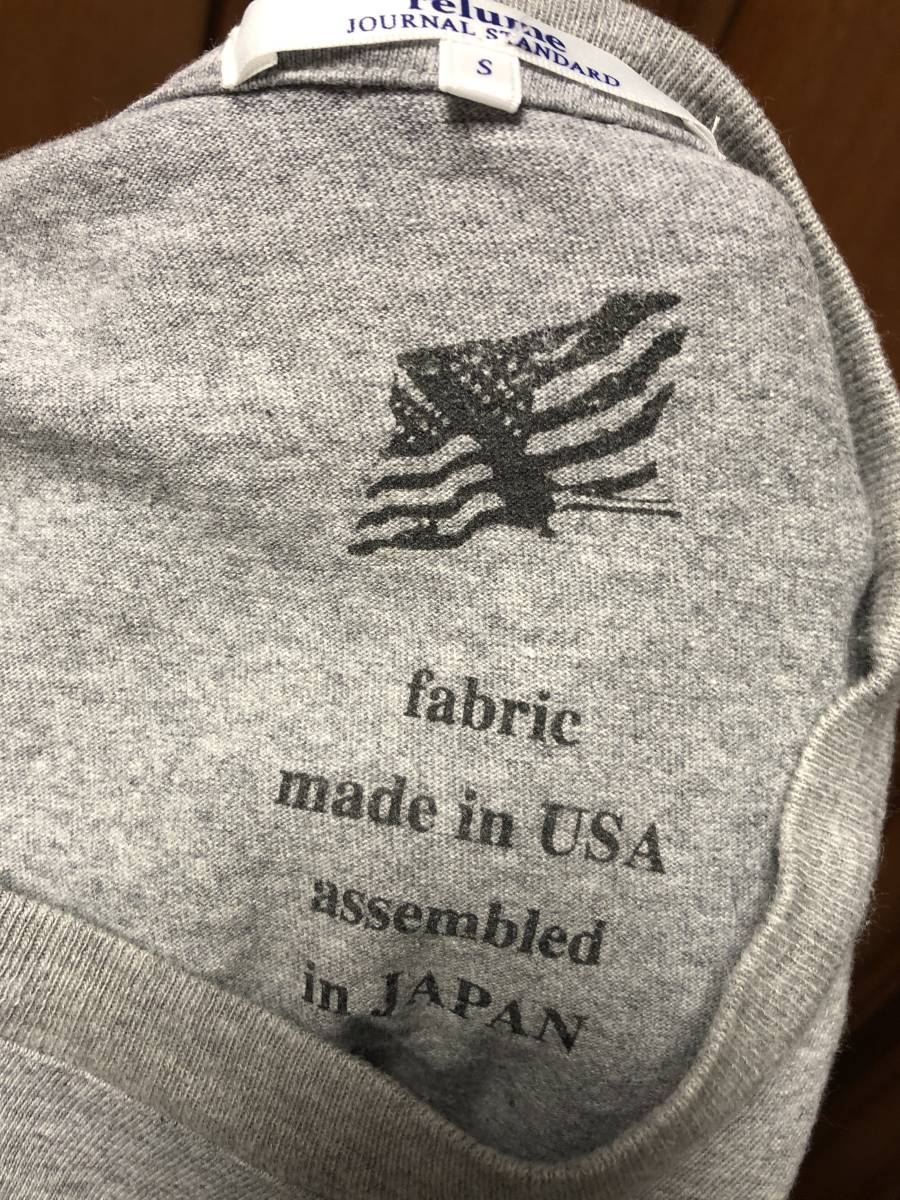 relume
JOURNAL STANDARD
S
fabric
made in USA
assembled
in JAPAN